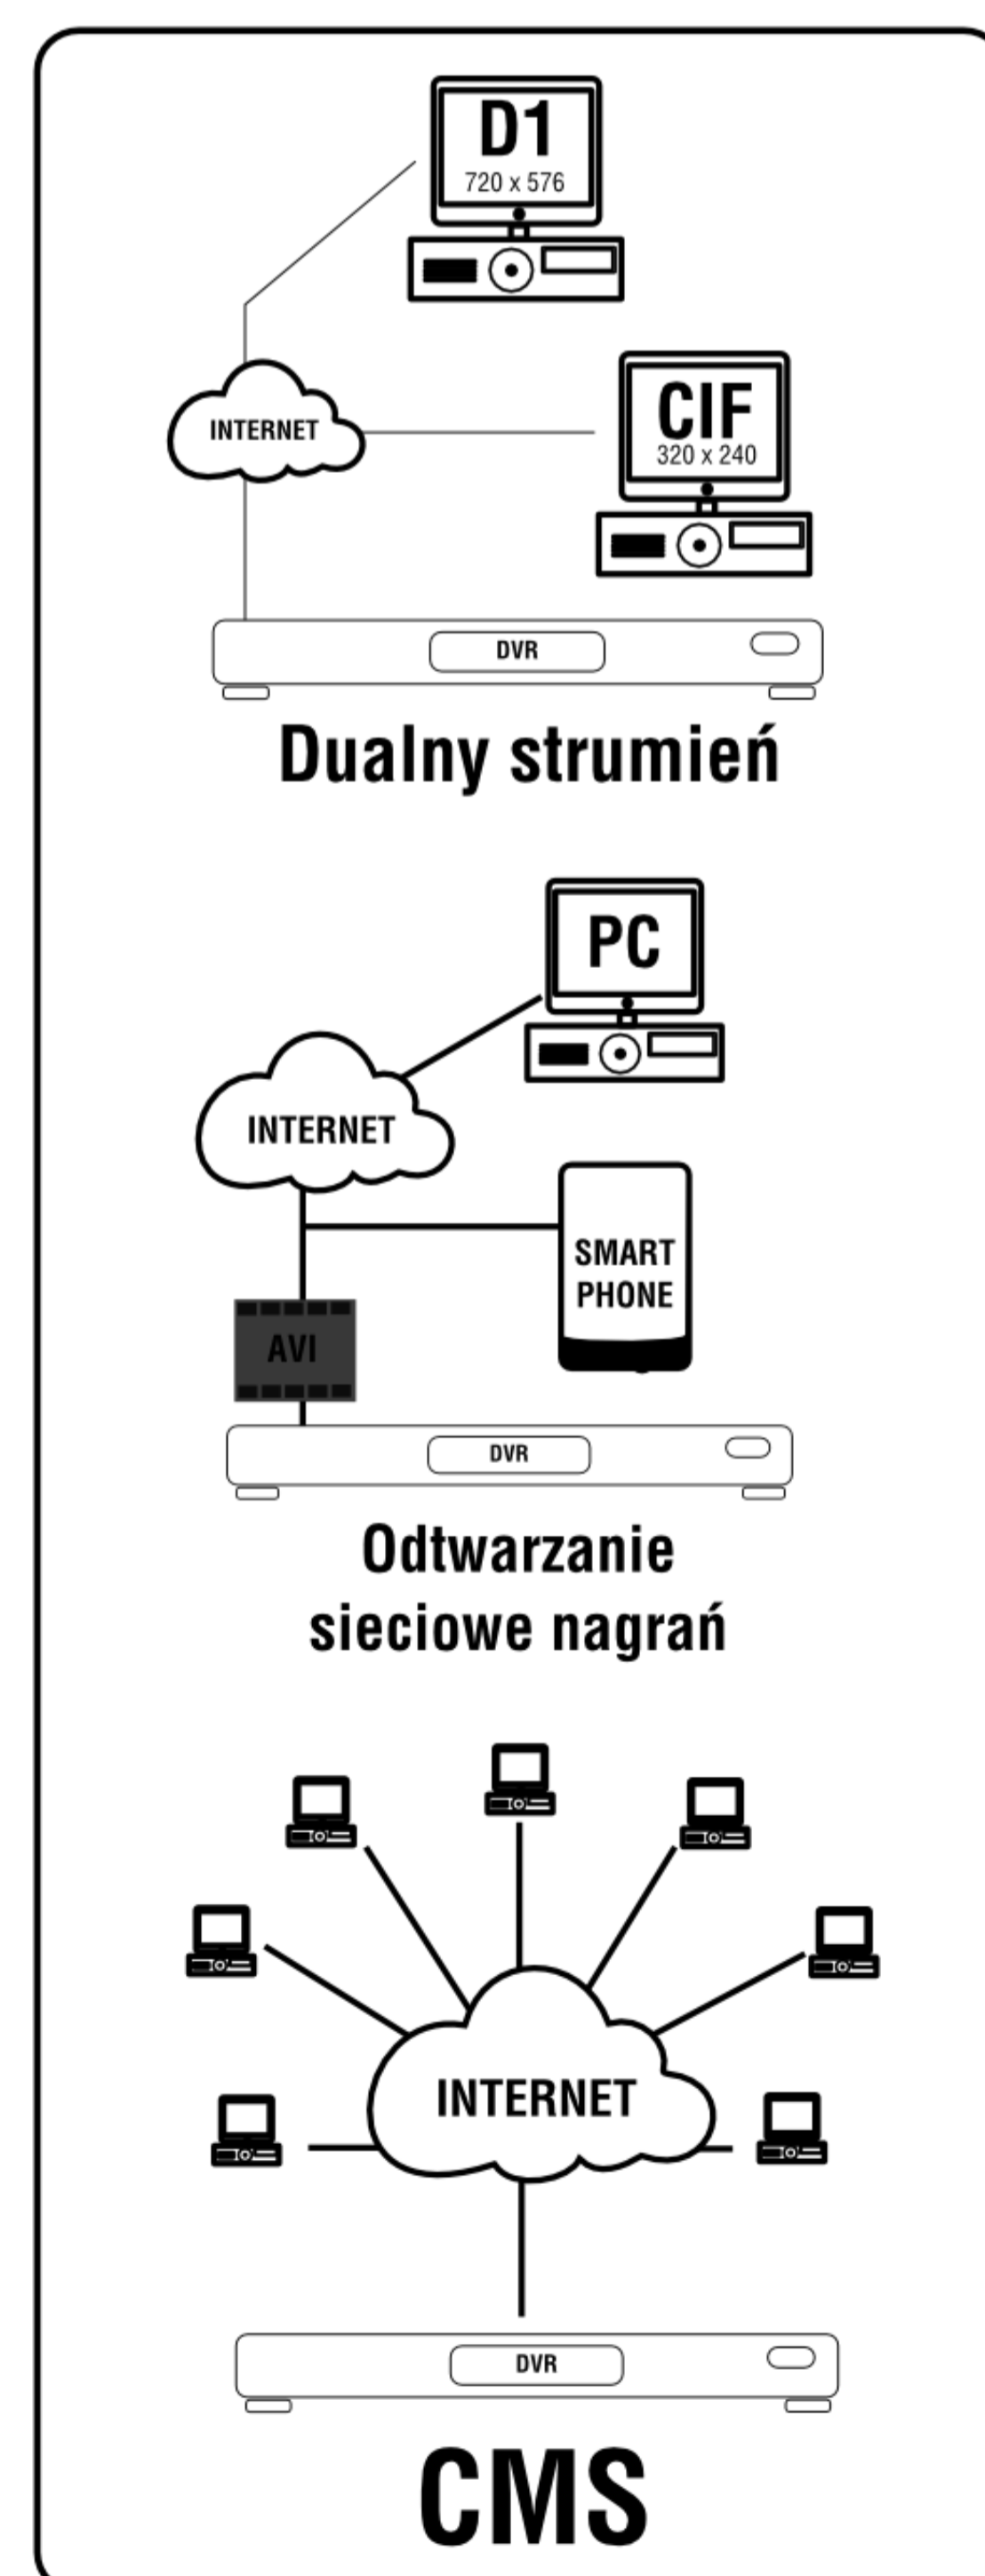 D1
720 x 576
INTERNET
CIF
320 x 240
DVR
Dualny strumień
PC
INTERNET
SMART
PHONE
AVI
DVR
Odtwarzanie
sieciowe nagrań
INTERNET
DVR
CMS